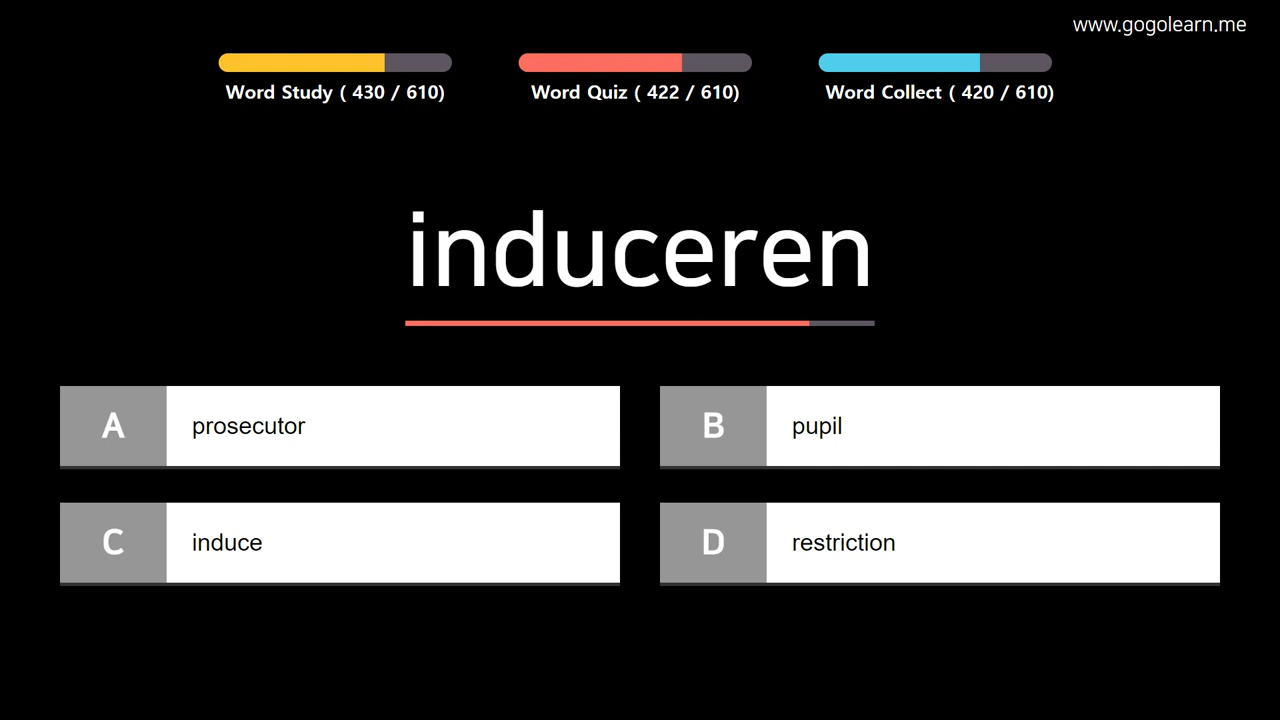 www.gogolearn.me
Word Study ( 430 / 610)
Word Quiz ( 422 / 610)
Word Collect ( 420 / 610)
induceren
A prosecutor
B pupil
C induce
D restriction